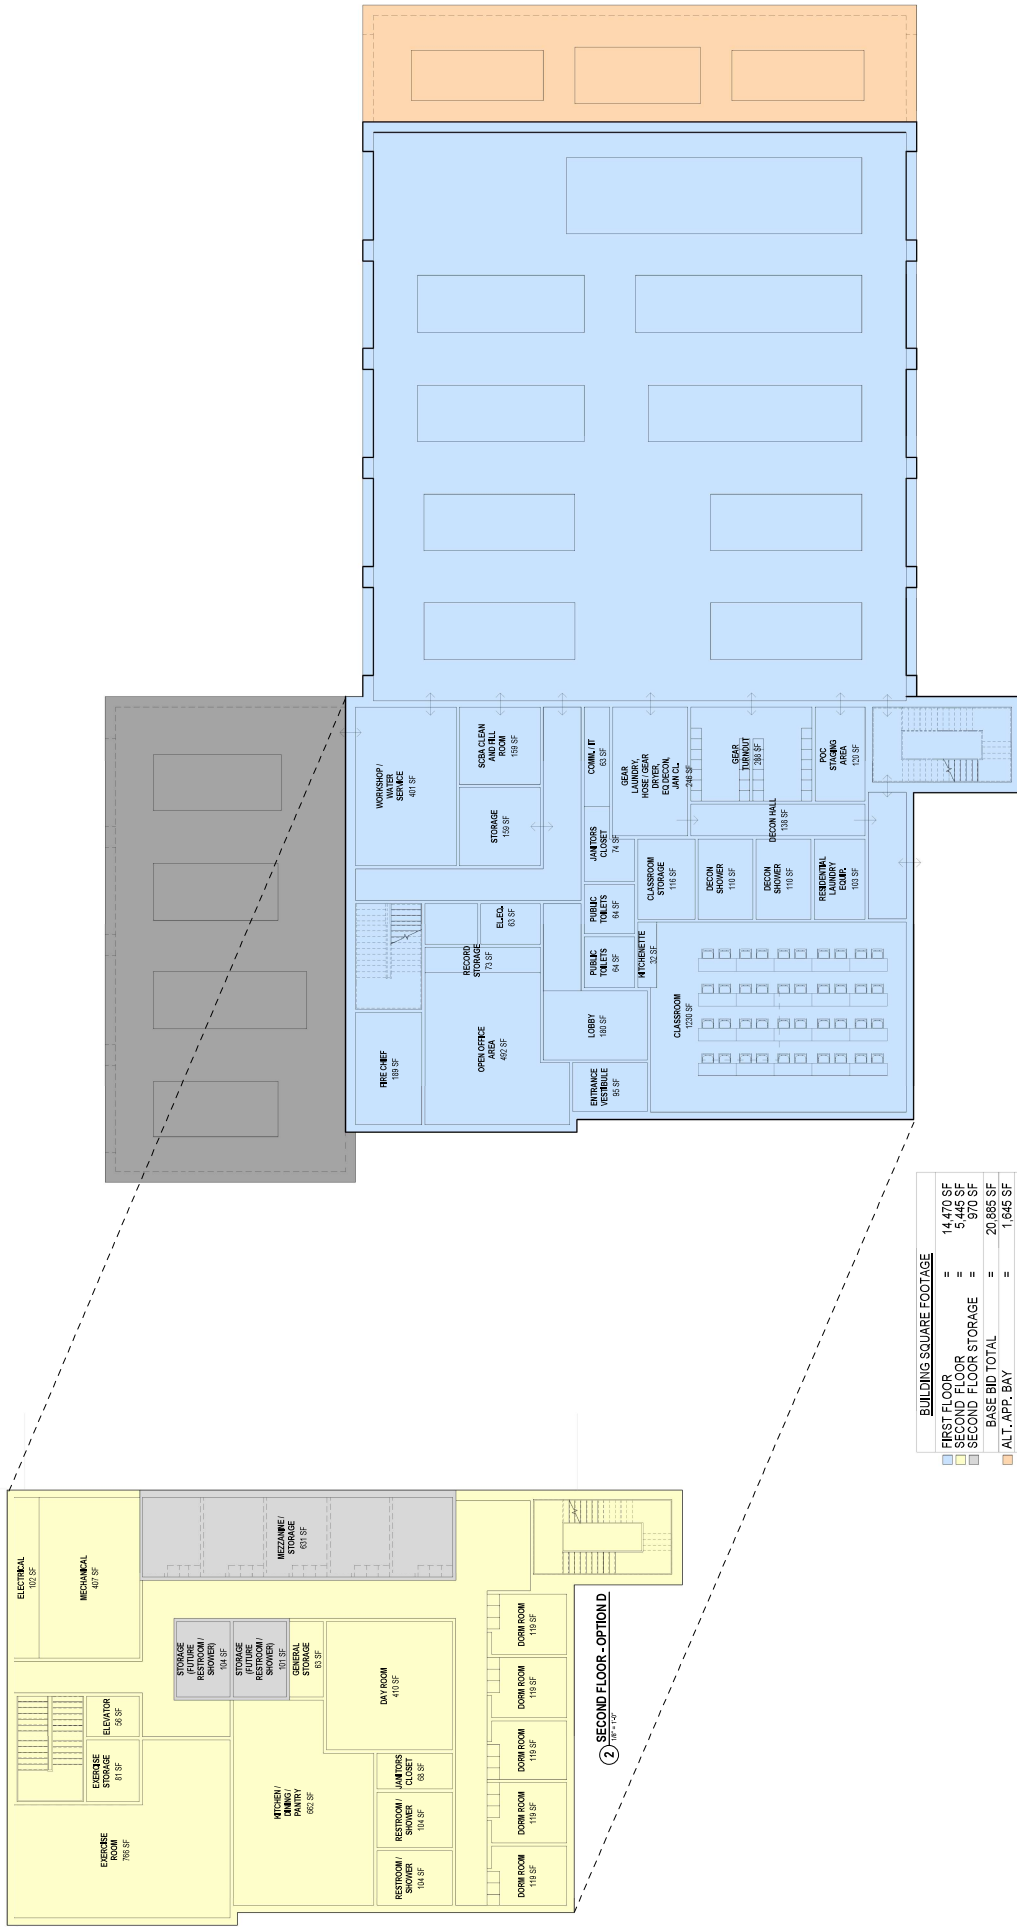 WORKSHOP /
WATER
SERVICE
401 SF
SCBA CLEAN
AND FILL
ROOM
159 SF
STORAGE
159 SF
COMM. / IT
63 SF
JANITORS
CLOSET
74 SF
GEAR
LAUNDRY,
HOSE / GEAR
DRYER,
EQ DECON,
JAN CL.
246 SF
GEAR
TURNOUT
288 SF
POC
STAGING
AREA
120 SF
DECON HALL
138 SF
CLASSROOM
STORAGE
116 SF
DECON
SHOWER
110 SF
DECON
SHOWER
110 SF
RESIDENTIAL
LAUNDRY
EQUIP.
103 SF
PUBLIC
TOILETS
64 SF
PUBLIC
TOILETS
64 SF
KITCHENETTE
32 SF
EL.EQ.
63 SF
RECORD
STORAGE
73 SF
FIRE CHIEF
189 SF
OPEN OFFICE
AREA
492 SF
LOBBY
180 SF
ENTRANCE
VESTIBULE
95 SF
CLASSROOM
1230 SF
ELECTRICAL
102 SF
MECHANICAL
407 SF
MEZZANINE /
STORAGE
631 SF
STORAGE
(FUTURE
RESTROOM /
SHOWER)
104 SF
STORAGE
(FUTURE
RESTROOM /
SHOWER)
101 SF
GENERAL
STORAGE
63 SF
ELEVATOR
56 SF
EXERCISE
STORAGE
81 SF
EXERCISE
ROOM
766 SF
KITCHEN /
DINING /
PANTRY
662 SF
DAY ROOM
410 SF
JANITORS
CLOSET
68 SF
RESTROOM /
SHOWER
104 SF
RESTROOM /
SHOWER
104 SF
DORM ROOM
119 SF
DORM ROOM
119 SF
DORM ROOM
119 SF
DORM ROOM
119 SF
DORM ROOM
119 SF
2 SECOND FLOOR - OPTION D
1/8" = 1'-0"
BUILDING SQUARE FOOTAGE
FIRST FLOOR = 14,470 SF
SECOND FLOOR = 5,445 SF
SECOND FLOOR STORAGE = 970 SF
BASE BID TOTAL = 20,885 SF
ALT. APP. BAY = 1,645 SF